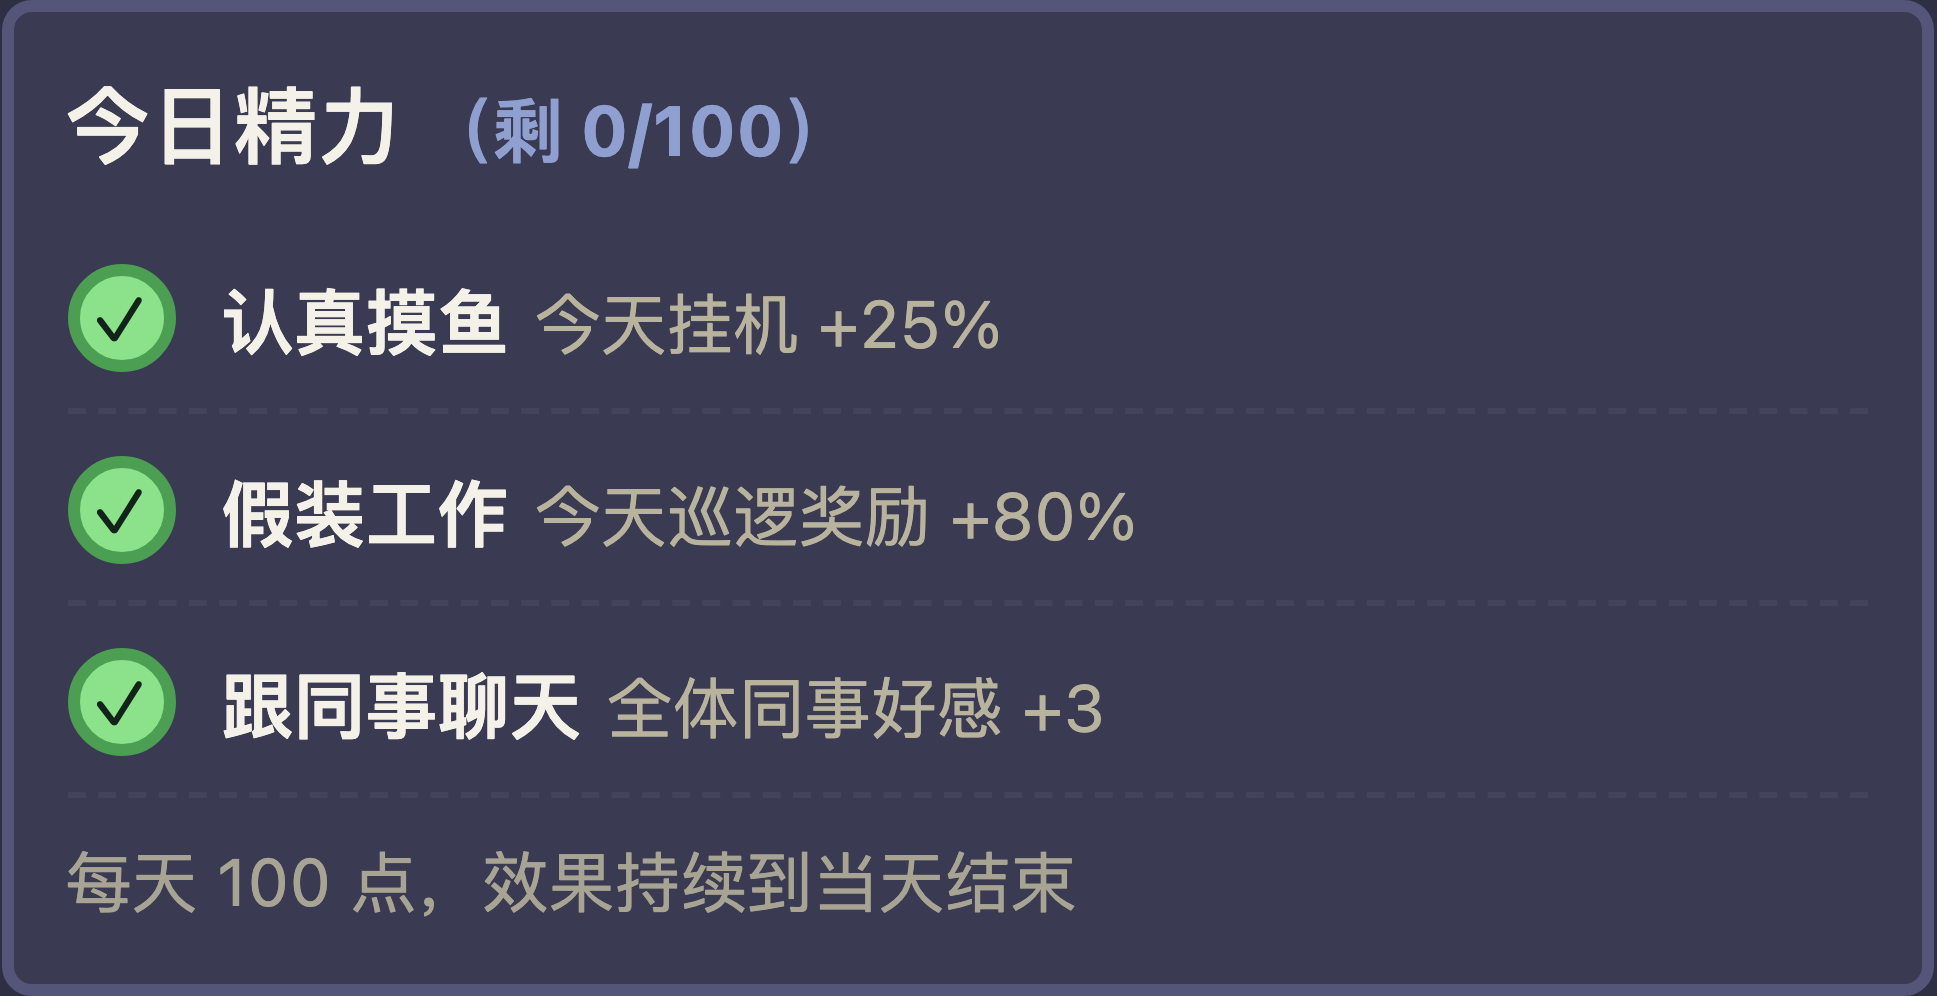 今日精力 （剩 0/100）
认真摸鱼 今天挂机 +25%
假装工作 今天巡逻奖励 +80%
跟同事聊天 全体同事好感 +3
每天 100 点，效果持续到当天结束